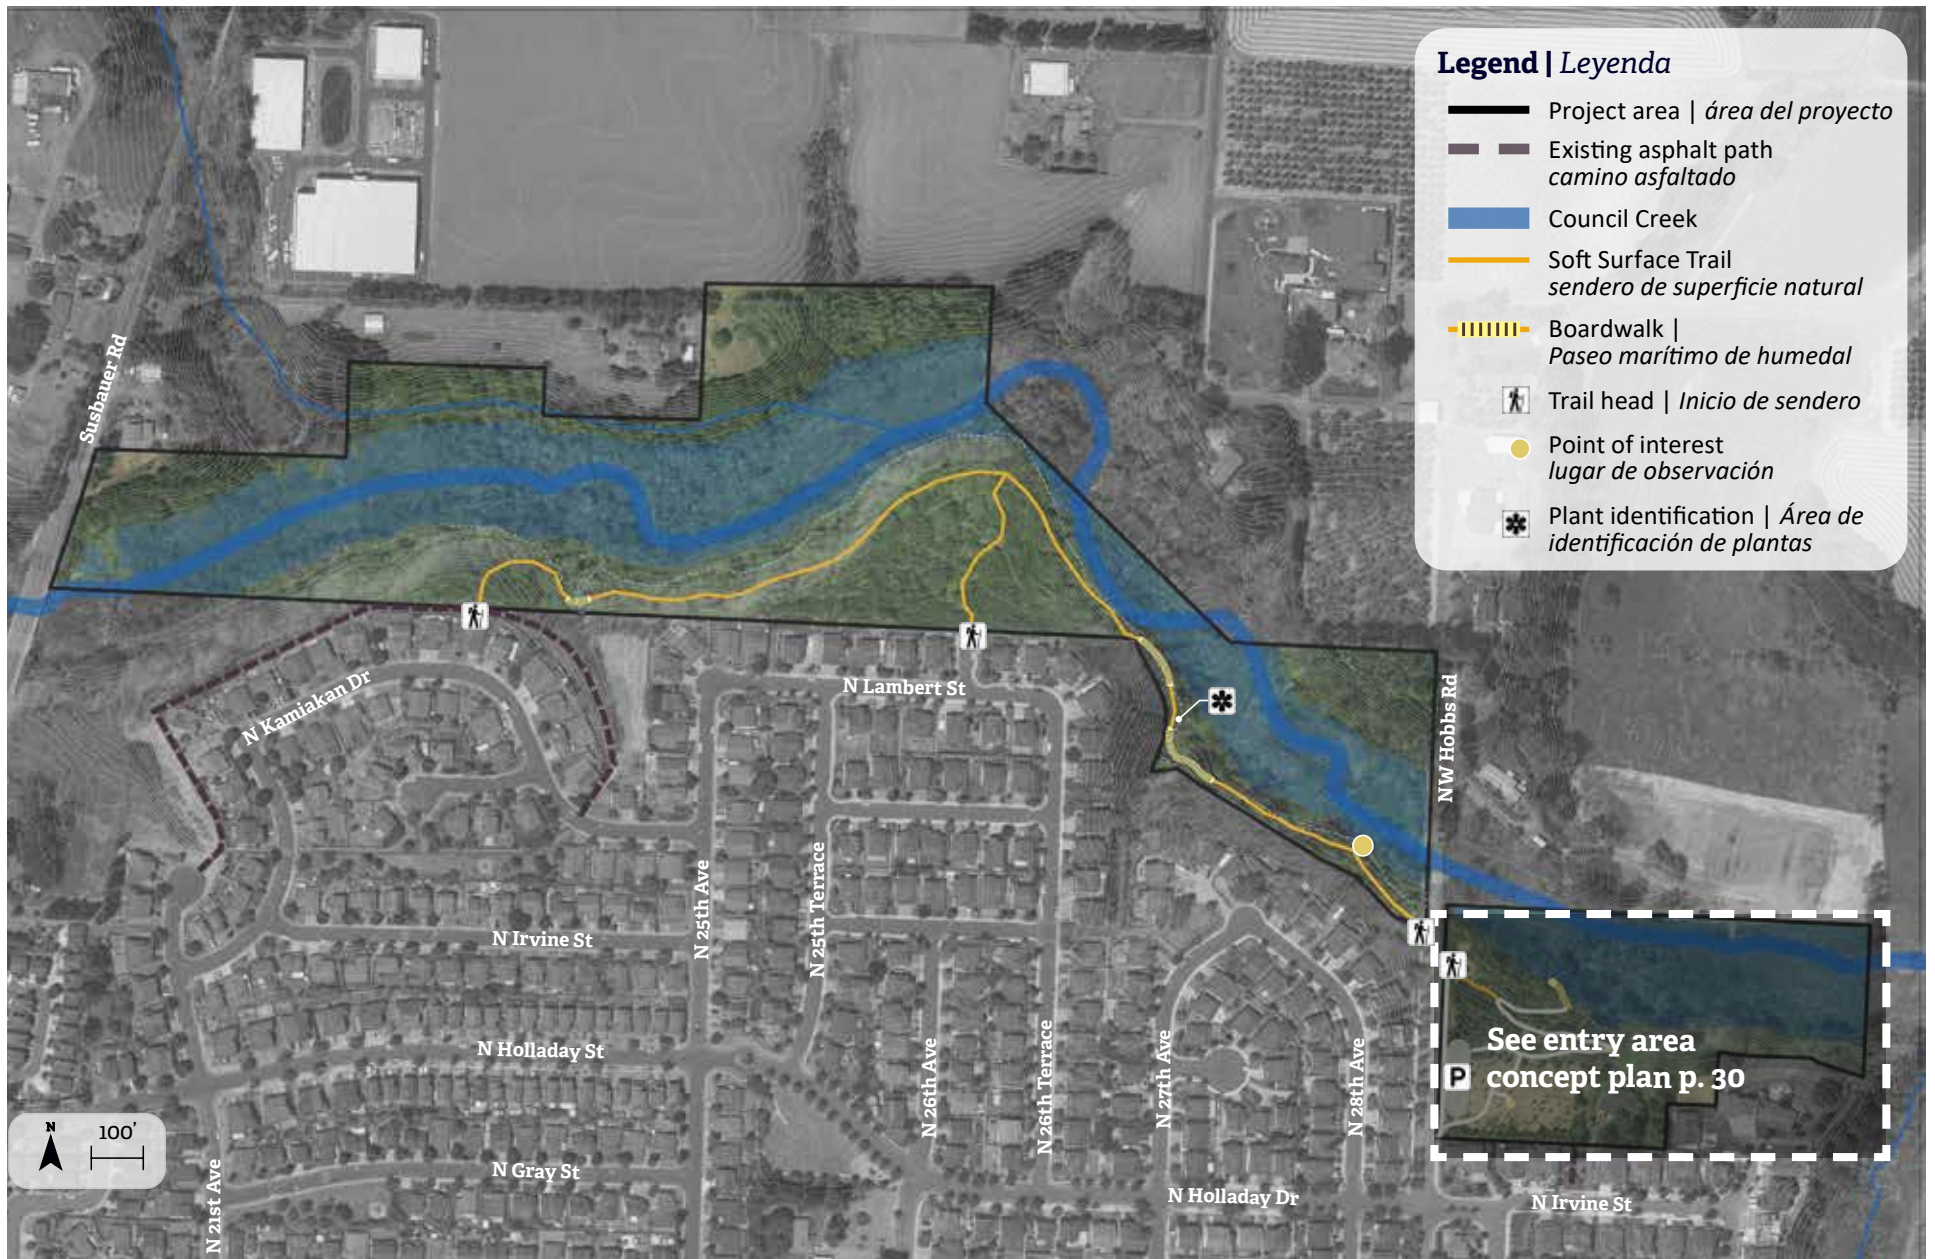 Legend | Leyenda
Project area | área del proyecto
Existing asphalt path
camino asfaltado
Council Creek
Soft Surface Trail
sendero de superficie natural
Boardwalk |
Paseo marítimo de humedal
Trail head | Inicio de sendero
Point of interest
lugar de observación
Plant identification | Área de
identificación de plantas
Susbauer Rd
N Kamiakan Dr
N Lambert St
NW Hobbs Rd
N 25th Ave
N 25th Terrace
N Irvine St
N Holladay St
N 26th Ave
N 26th Terrace
N 27th Ave
N 28th Ave
See entry area
concept plan p. 30
P
N
100'
N 21st Ave
N Gray St
N Holladay Dr
N Irvine St